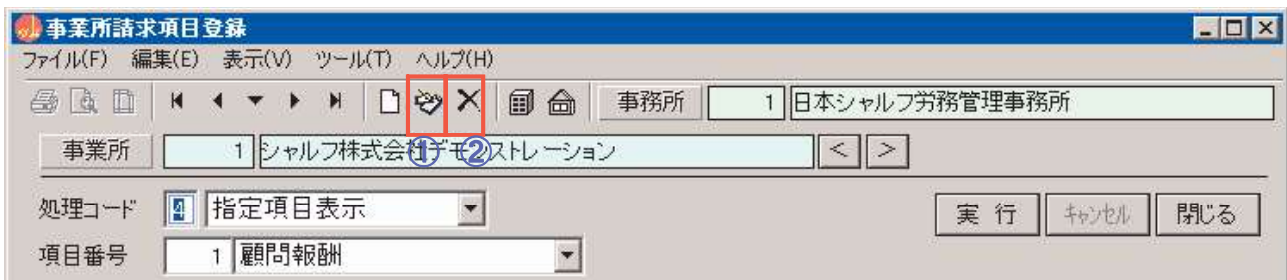 事業所請求項目登録
ファイル(F) 編集(E) 表示(V) ツール(T) ヘルプ(H)
事務所 1 日本シャルフ労務管理事務所
事業所 1 シャルフ株式会社デモンストレーション < >
① ②
処理コード 4 指定項目表示 実行 キャンセル 閉じる
項目番号 1 顧問報酬